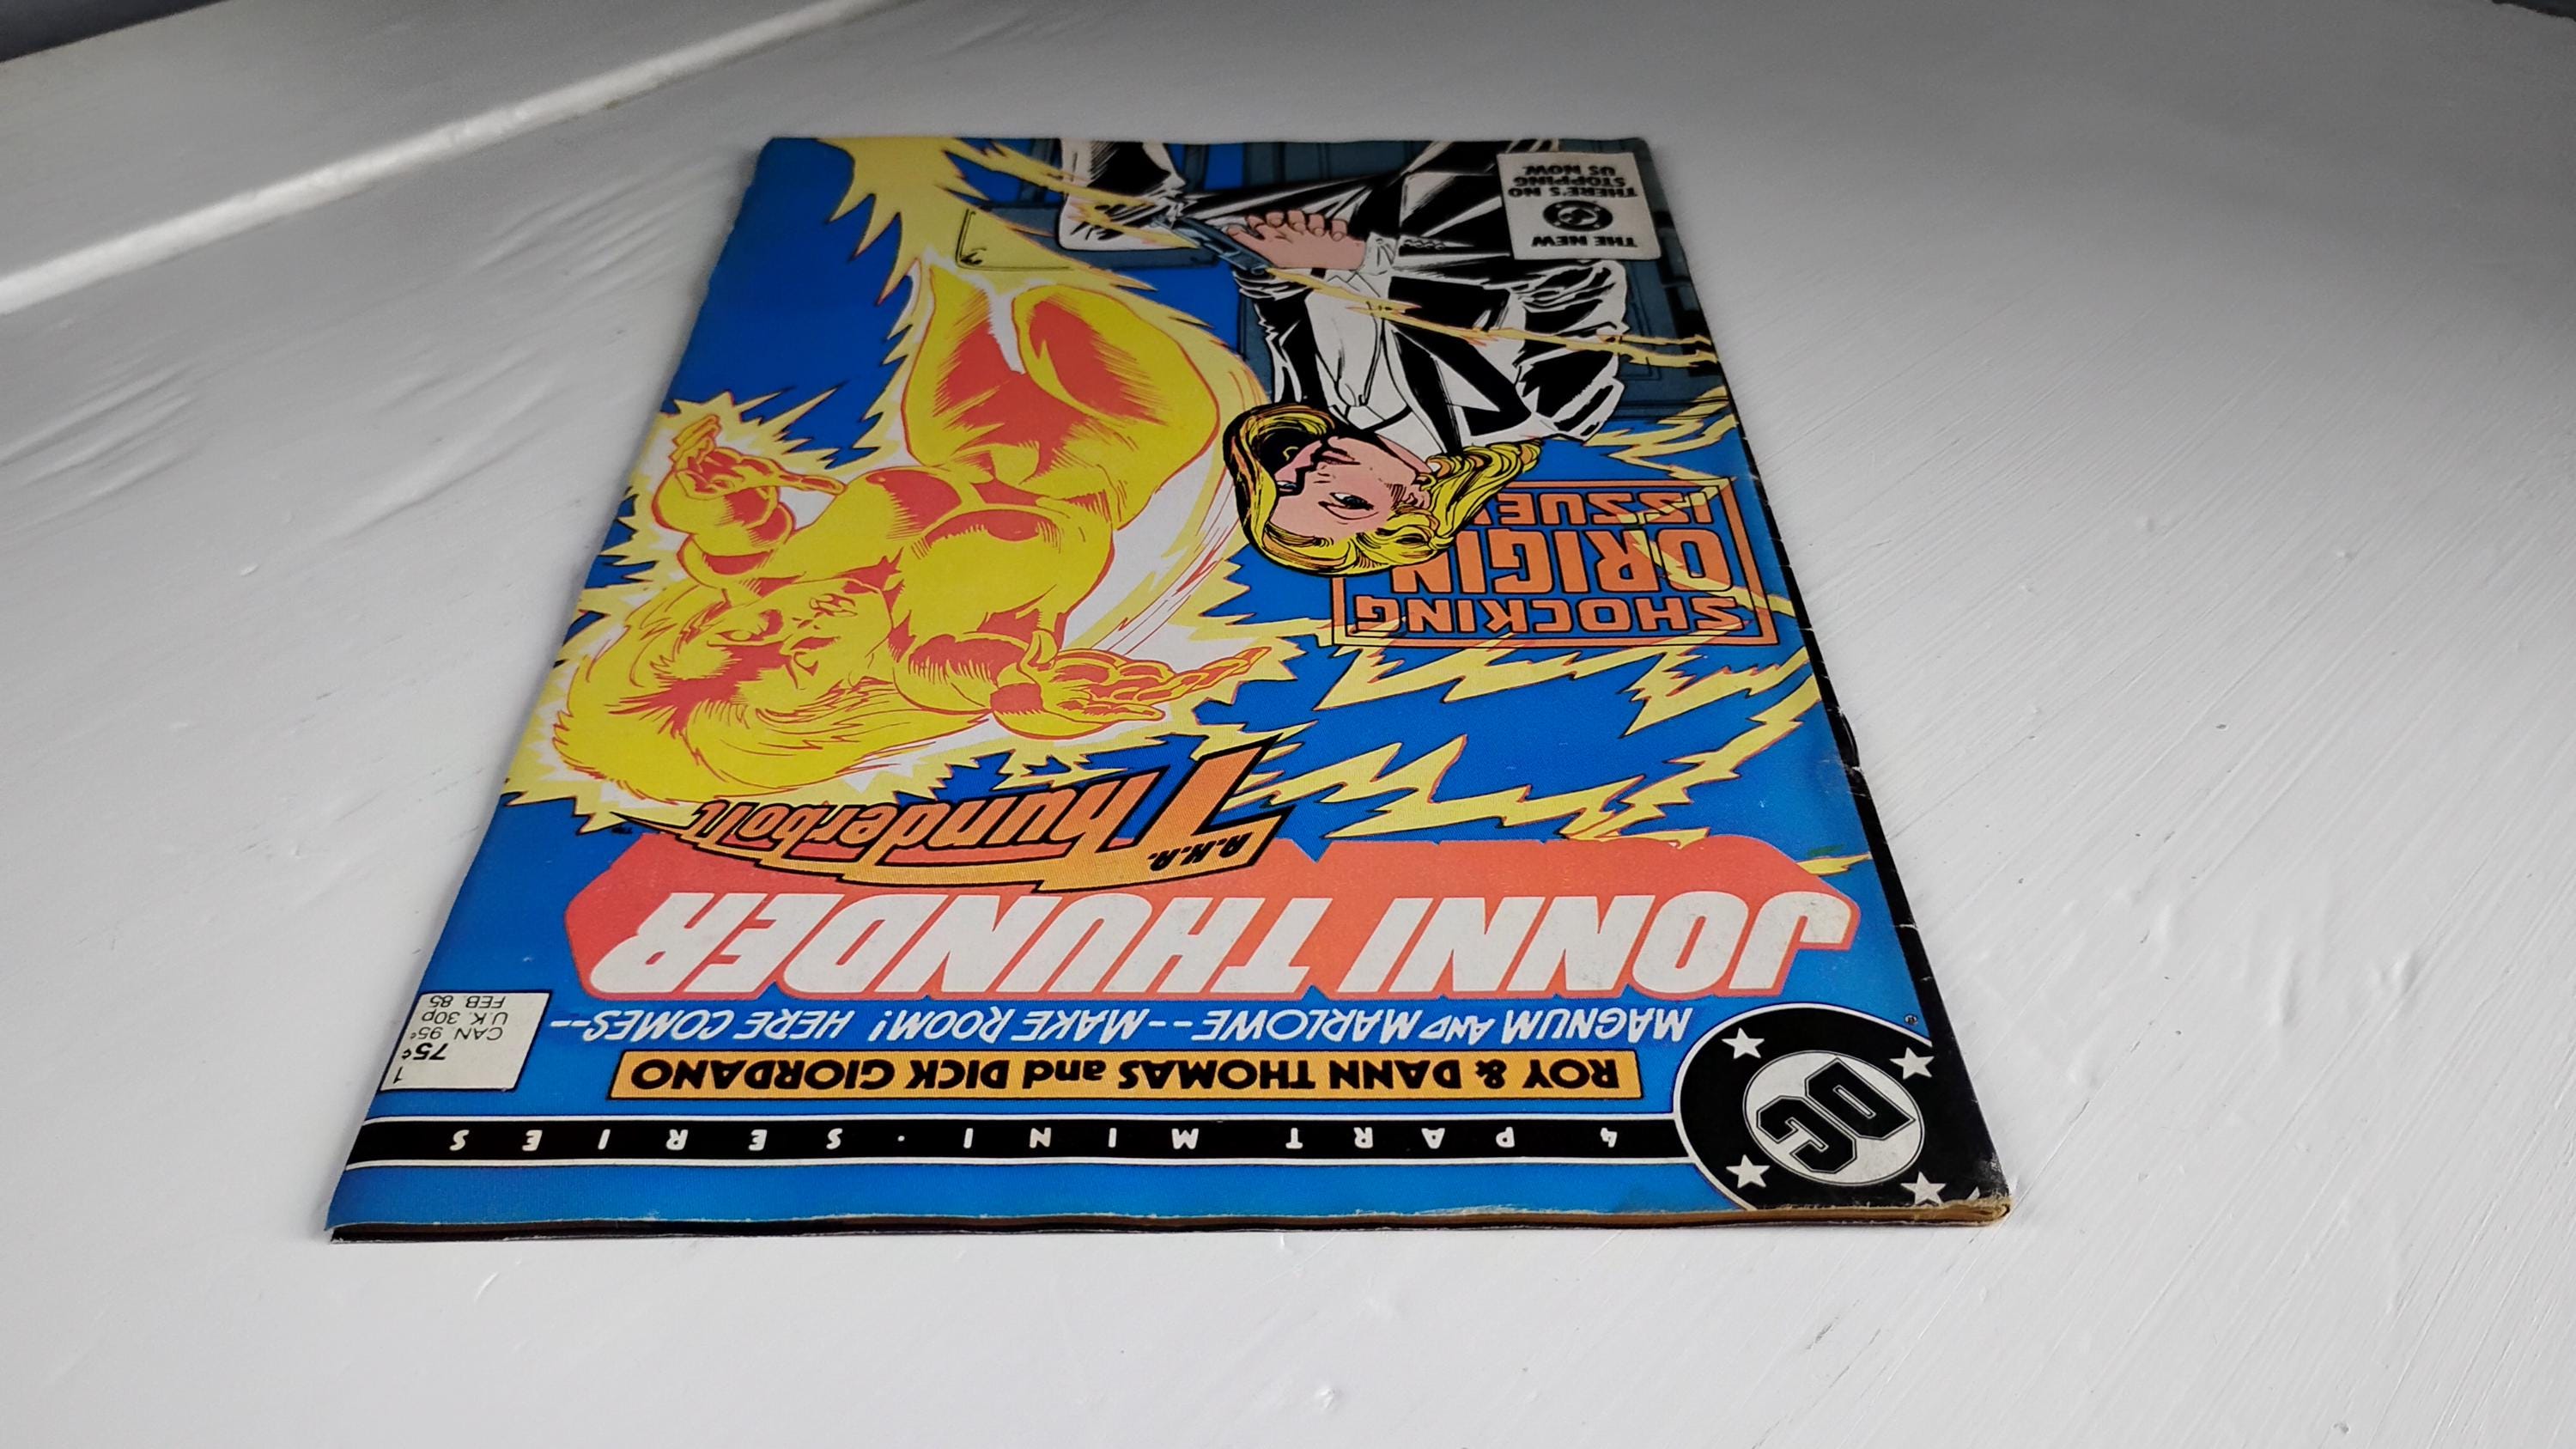 4 PART MINI-SERIES
DC
ROY & DANN THOMAS and DICK GIORDANO
MAGNUM AND MARLOWE--MAKE ROOM! HERE COMES--
1
75¢
CAN. 95¢
U.K. 30p
FEB. 85
®
JONNI THUNDER
A.K.A.
Thunderbolt
TM
SHOCKING
ORIGIN
ISSUE!
THE NEW
DC
THERE'S NO
STOPPING
US NOW